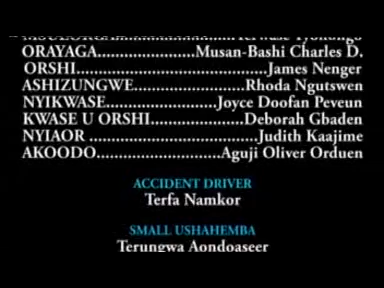 ORAYAGA.....................Musan-Bashi Charles D.
ORSHI.........................................James Nenger
ASHIZUNGWE........................Rhoda Ngutswen
NYIKWASE........................Joyce Doofan Peveun
KWASE U ORSHI....................Deborah Gbaden
NYIAOR ..............................Judith Kaajime
AKOODO...........................Aguji Oliver Orduen
ACCIDENT DRIVER
Terfa Namkor
SMALL USHAHEMBA
Terungwa Aondoaseer